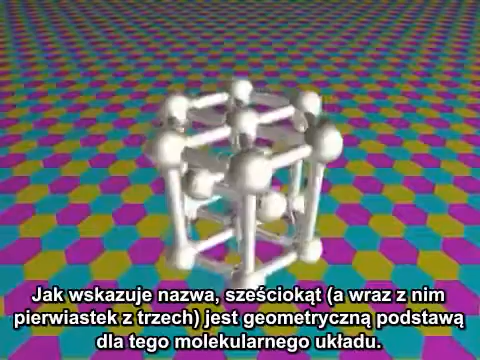 Jak wskazuje nazwa, sześciokąt (a wraz z nim
pierwiastek z trzech) jest geometryczną podstawą
dla tego molekularnego układu.